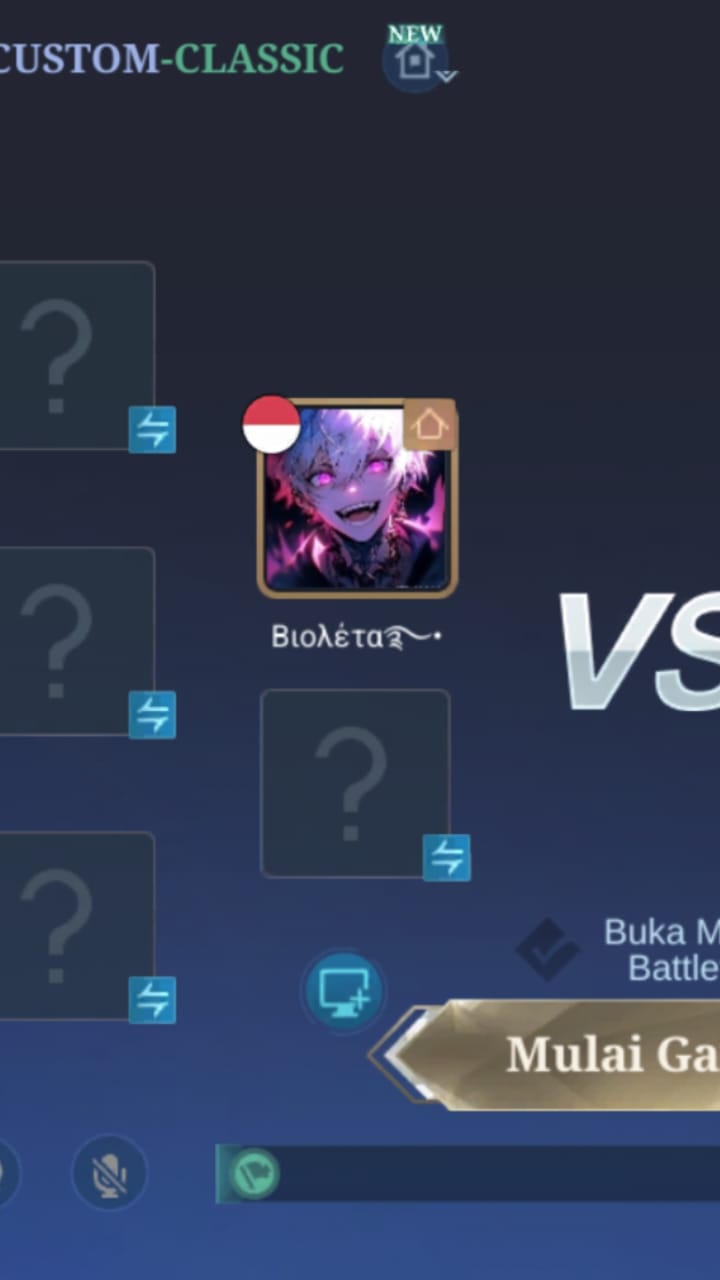 CUSTOM-CLASSIC
NEW
?
?
Βιολέτα࿐•
VS
?
?
Buka M
Battle
Mulai Ga